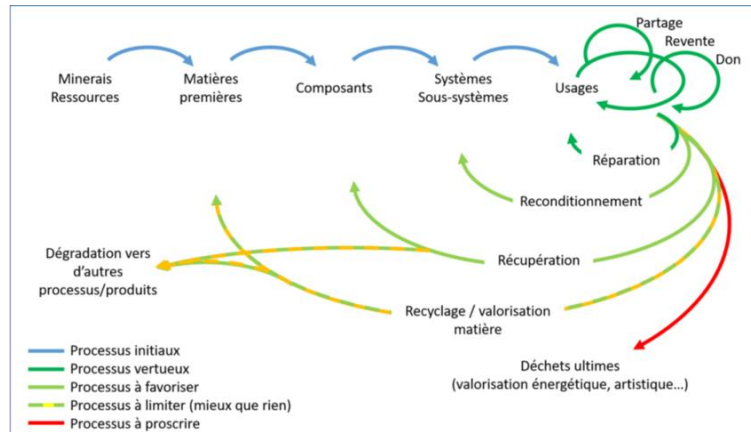 Partage
Revente
Don
Minerais
Ressources
Matières
premières
Composants
Systèmes
Sous-systèmes
Usages
Réparation
Reconditionnement
Récupération
Dégradation vers
d'autres
processus/produits
Recyclage / valorisation
matière
Déchets ultimes
(valorisation énergétique, artistique...)
Processus initiaux
Processus vertueux
Processus à favoriser
Processus à limiter (mieux que rien)
Processus à proscrire